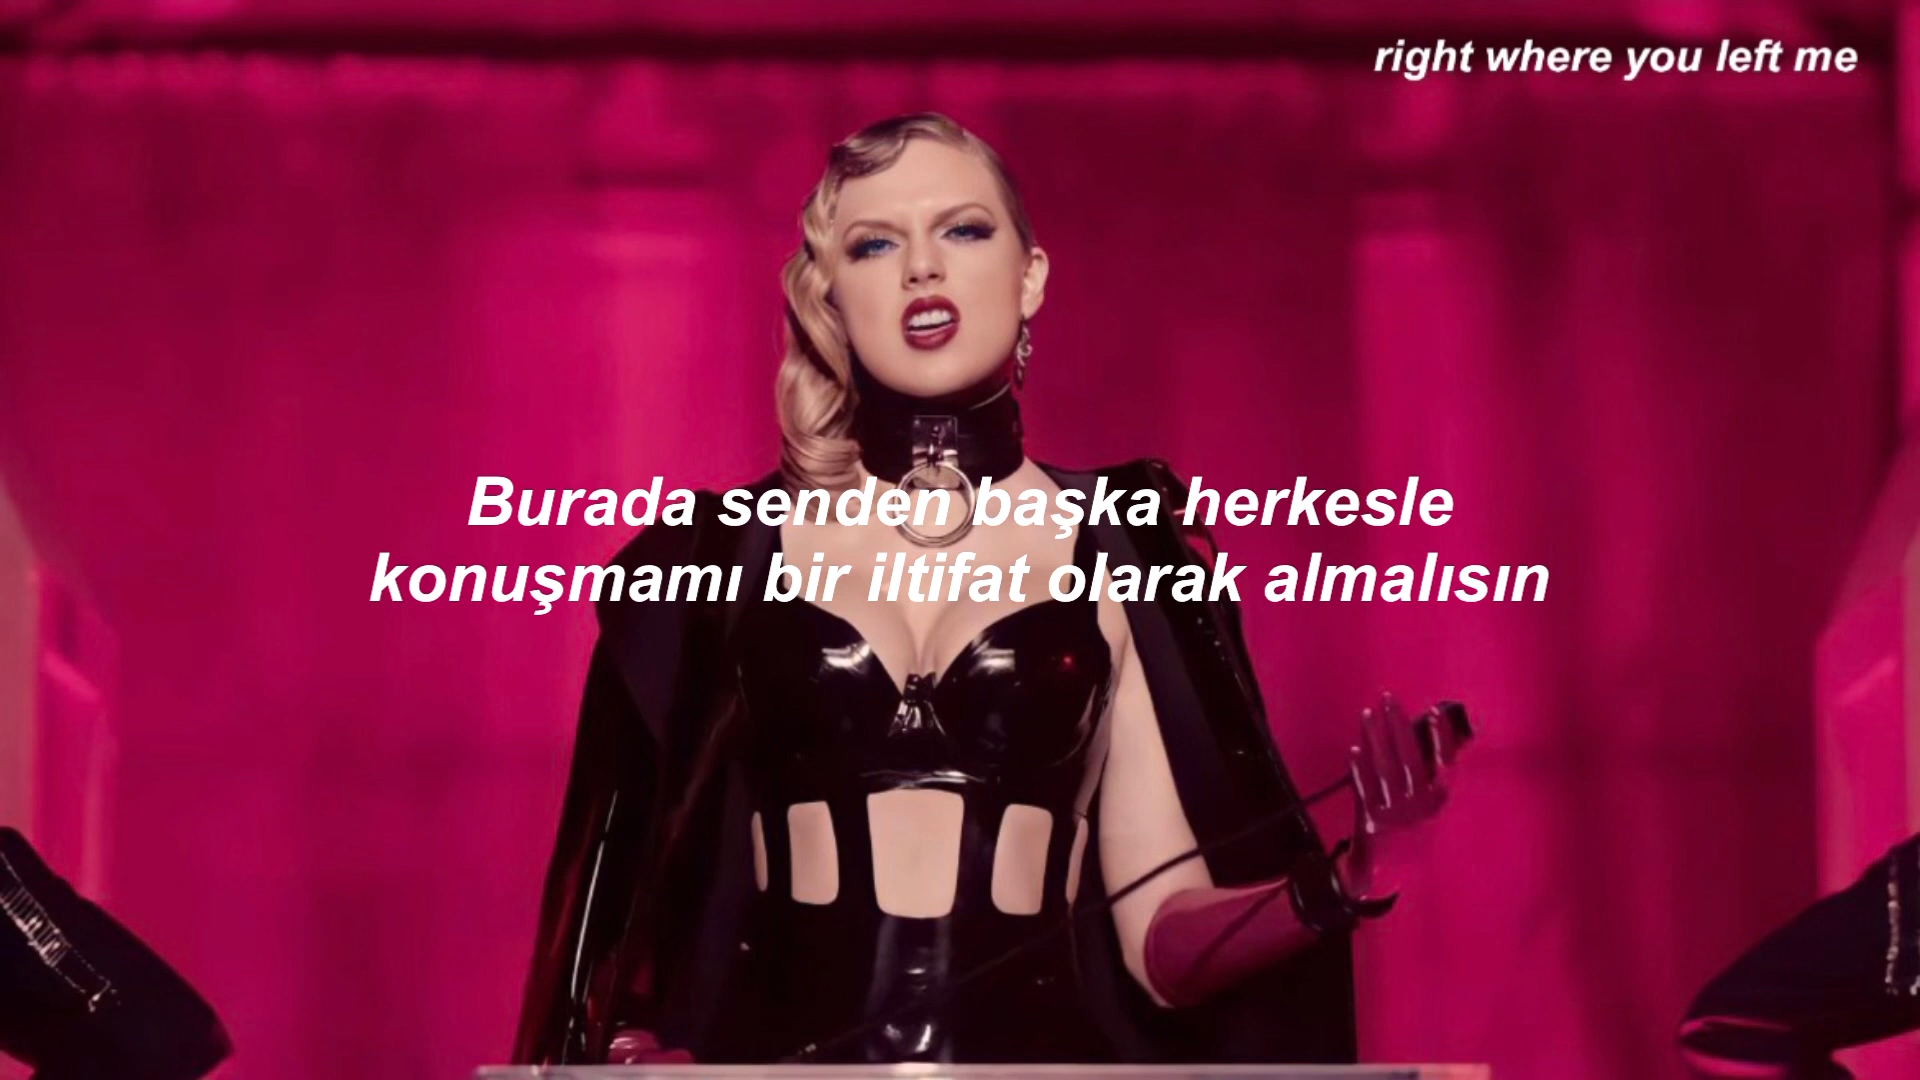 right where you left me
Burada senden başka herkesle
konuşmamı bir iltifat olarak almalısın